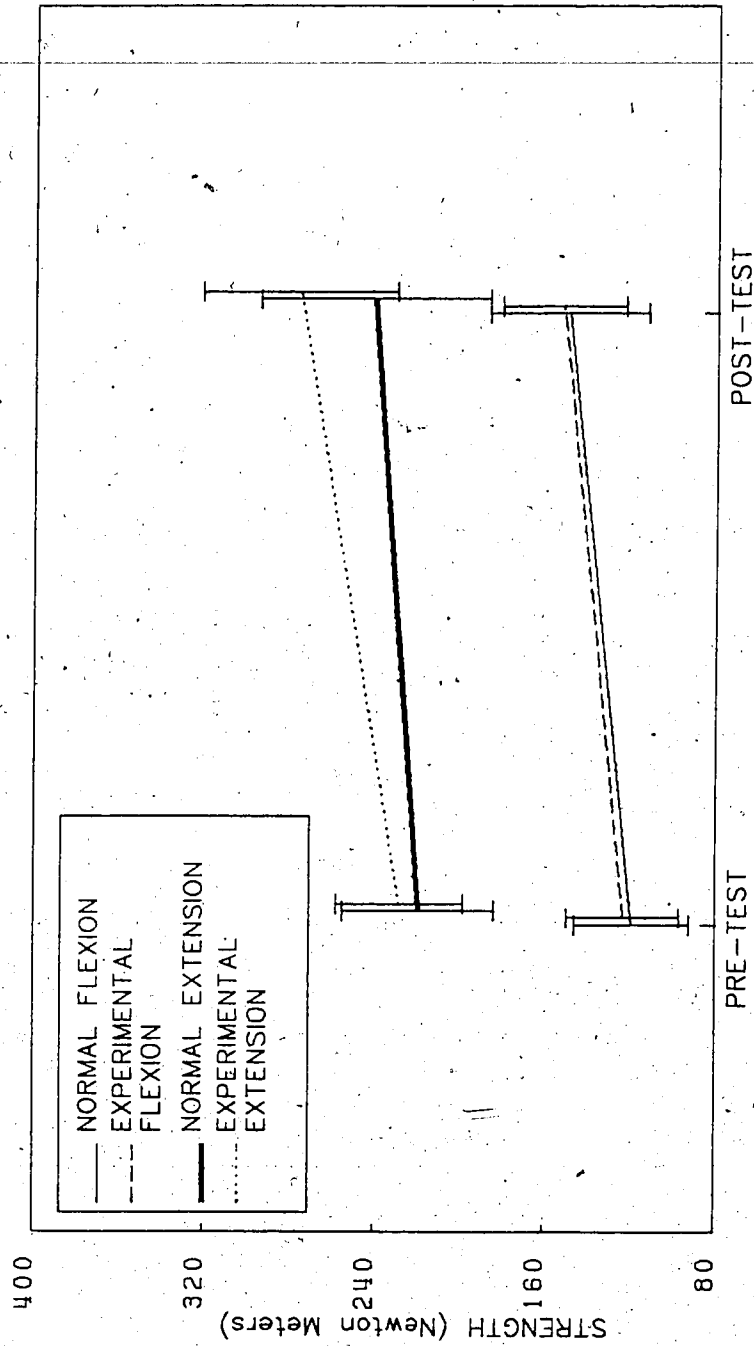 400
320
240
160
80
STRENGTH (Newton Meters)
NORMAL FLEXION
EXPERIMENTAL
FLEXION
NORMAL EXTENSION
EXPERIMENTAL
EXTENSION
PRE-TEST
POST-TEST